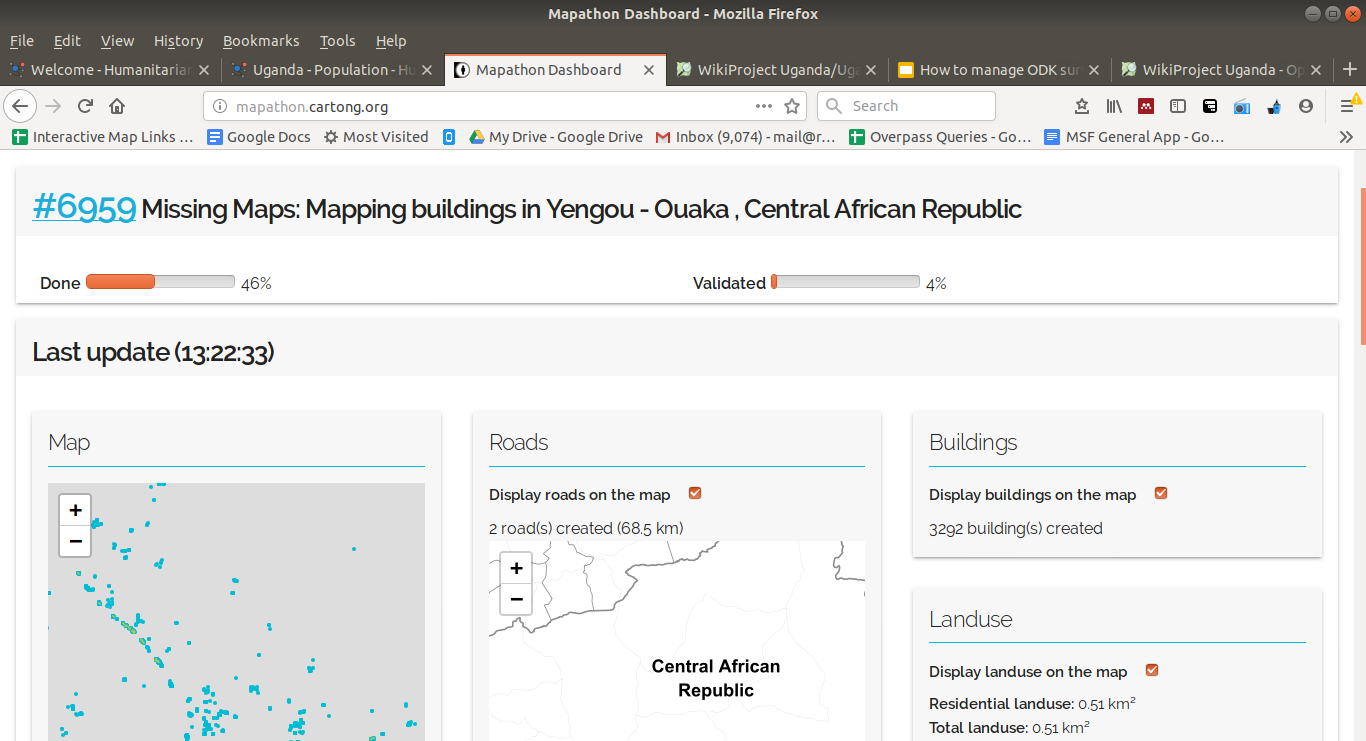 Mapathon Dashboard - Mozilla Firefox
File Edit View History Bookmarks Tools Help
Welcome - Humanitarian Uganda - Population - Hu Mapathon Dashboard WikiProject Uganda/Uga How to manage ODK sur WikiProject Uganda - Op
mapathon.cartong.org Search
Interactive Map Links ... Google Docs Most Visited My Drive - Google Drive Inbox (9,074) - mail@r... Overpass Queries - Go... MSF General App - Go...
#6959 Missing Maps: Mapping buildings in Yengou - Ouaka , Central African Republic
Done 46% Validated 4%
Last update (13:22:33)
Map Roads Buildings
+
−
Display roads on the map
2 road(s) created (68.5 km)
+
−
Central African
Republic
Display buildings on the map
3292 building(s) created
Landuse
Display landuse on the map
Residential landuse: 0.51 km²
Total landuse: 0.51 km²